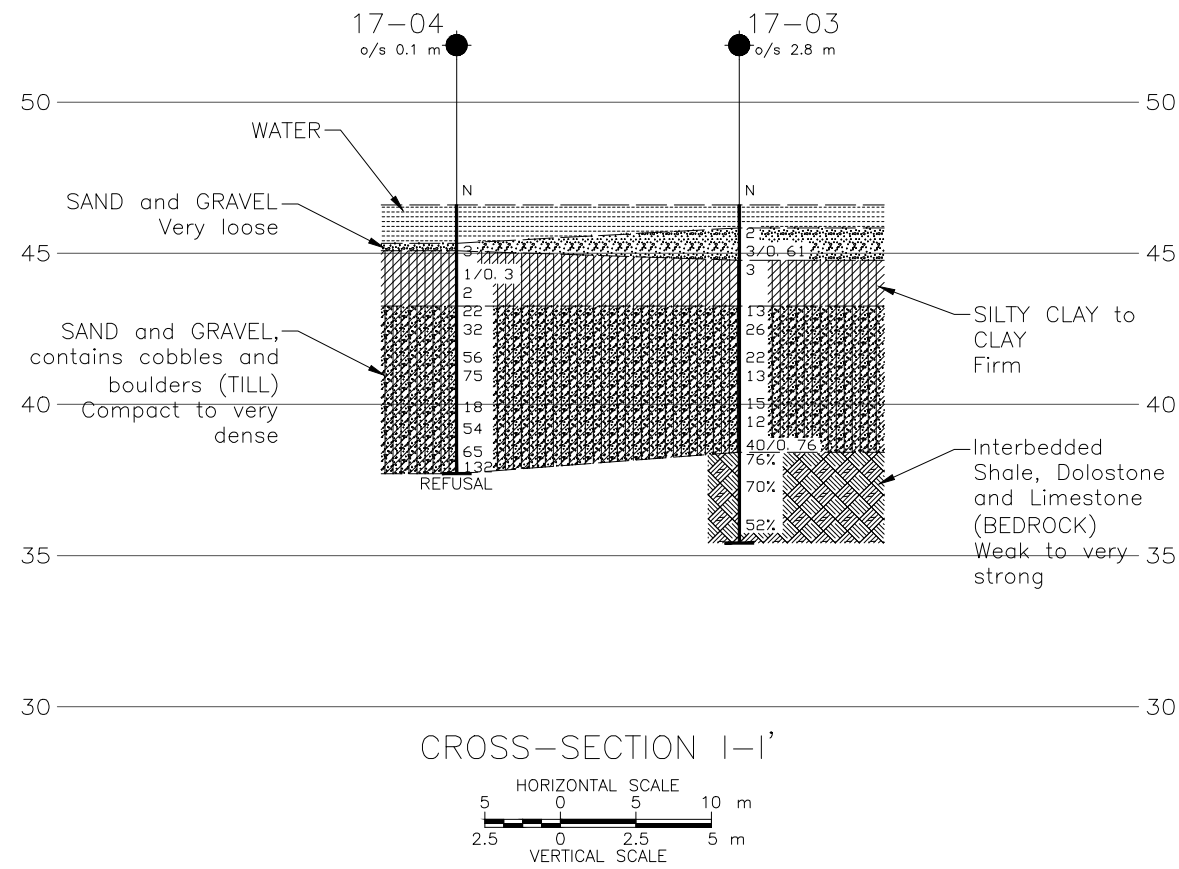 17-04
o/s 0.1 m
17-03
o/s 2.8 m
50
50
WATER
N
N
SAND and GRAVEL
Very loose
45
45
3
1/0.3
2
22
32
56
75
18
54
65
132
REFUSAL
2
3/0.61
3
13
26
22
13
15
12
40/0.76
76%
70%
52%
SILTY CLAY to
CLAY
Firm
SAND and GRAVEL,
contains cobbles and
boulders (TILL)
Compact to very
dense
40
40
Interbedded
Shale, Dolostone
and Limestone
(BEDROCK)
Weak to very
strong
35
35
30
30
CROSS-SECTION I-I'
HORIZONTAL SCALE
5 0 5 10 m
2.5 0 2.5 5 m
VERTICAL SCALE